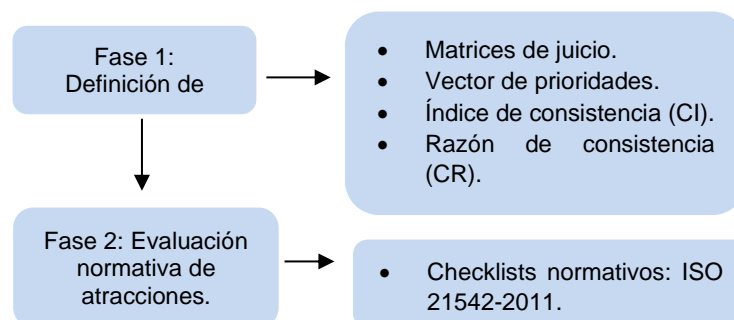 Fase 1:
Definición de
• Matrices de juicio.
• Vector de prioridades.
• Índice de consistencia (CI).
• Razón de consistencia
(CR).
Fase 2: Evaluación
normativa de
atracciones.
• Checklists normativos: ISO
21542-2011.